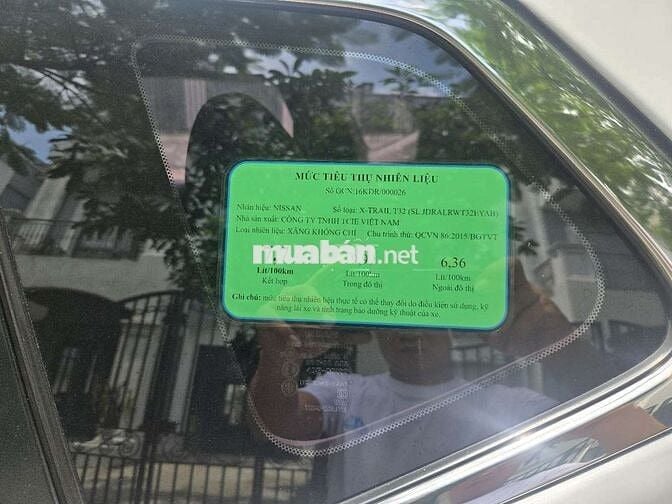 MỨC TIÊU THỤ NHIÊN LIỆU
Số GCN:16KDR/000026
Nhãn hiệu: NISSAN Số loại: X-TRAIL T32 (SLJDRALRWT32EYAH)
Nhà sản xuất: CÔNG TY TNHH TCIE VIỆT NAM
Loại nhiên liệu: XĂNG KHÔNG CHÌ Chu trình thử: QCVN 86:2015/BGTVT
muabán.net
6,36
Lít/100km Lít/100km Lít/100km
Kết hợp Trong đô thị Ngoài đô thị
Ghi chú: mức tiêu thụ nhiên liệu thực tế có thể thay đổi do điều kiện sử dụng, kỹ
năng lái xe và tình trạng bảo dưỡng kỹ thuật của xe.